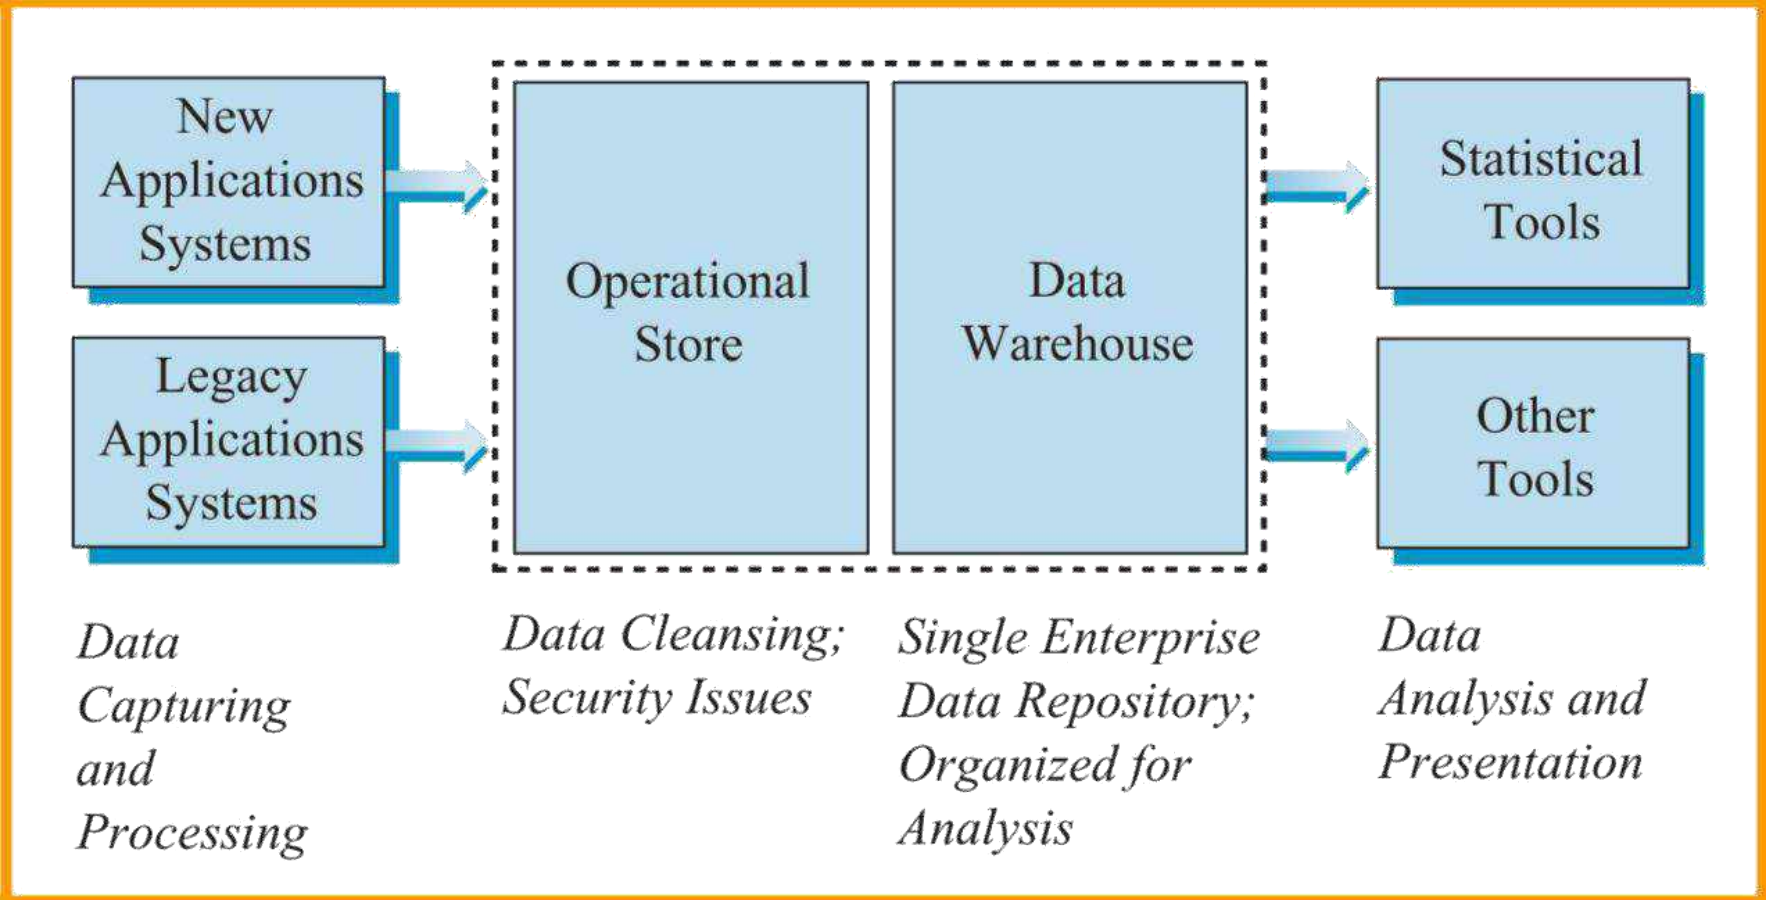 New
Applications
Systems
Legacy
Applications
Systems
Operational
Store
Data
Warehouse
Statistical
Tools
Other
Tools
Data
Capturing
and
Processing
Data Cleansing;
Security Issues
Single Enterprise
Data Repository;
Organized for
Analysis
Data
Analysis and
Presentation